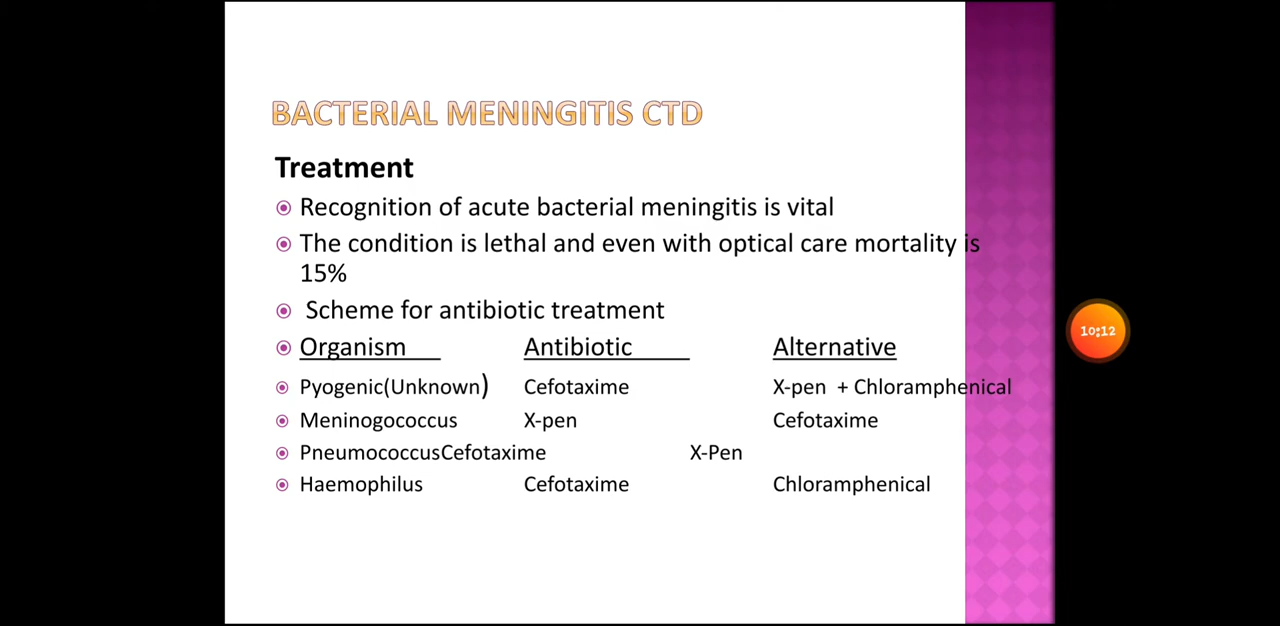 BACTERIAL MENINGITIS CTD
Treatment
Recognition of acute bacterial meningitis is vital
The condition is lethal and even with optical care mortality is
15%
Scheme for antibiotic treatment
Organism Antibiotic Alternative
Pyogenic(Unknown) Cefotaxime X-pen + Chloramphenical
Meninogococcus X-pen Cefotaxime
PneumococcusCefotaxime X-Pen
Haemophilus Cefotaxime Chloramphenical
10:12